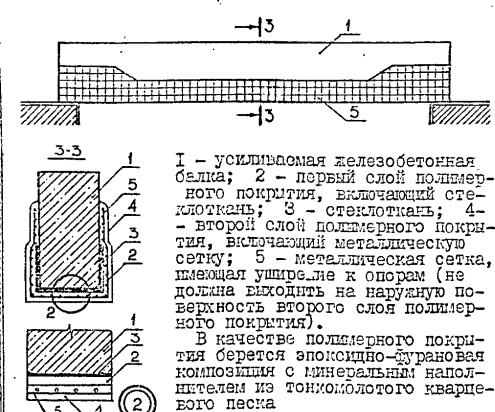 3
1
3
5
3-3
1
5
4
3
2
2
1
3
2
5
4
2
I - усиливаемая железобетонная
балка; 2 - первый слой полимер-
ного покрытия, включающий сте-
клоткань; 3 - стеклоткань; 4-
- второй слой полимерного покры-
тия, включающий металлическую
сетку; 5 - металлическая сетка,
имеющая уширение к опорам (не
должна выходить на наружную по-
верхность второго слоя полимер-
ного покрытия).
В качестве полимерного покры-
тия берется эпоксидно-фурановая
композиция с минеральным напол-
нителем из тонкомолотого кварце-
вого песка